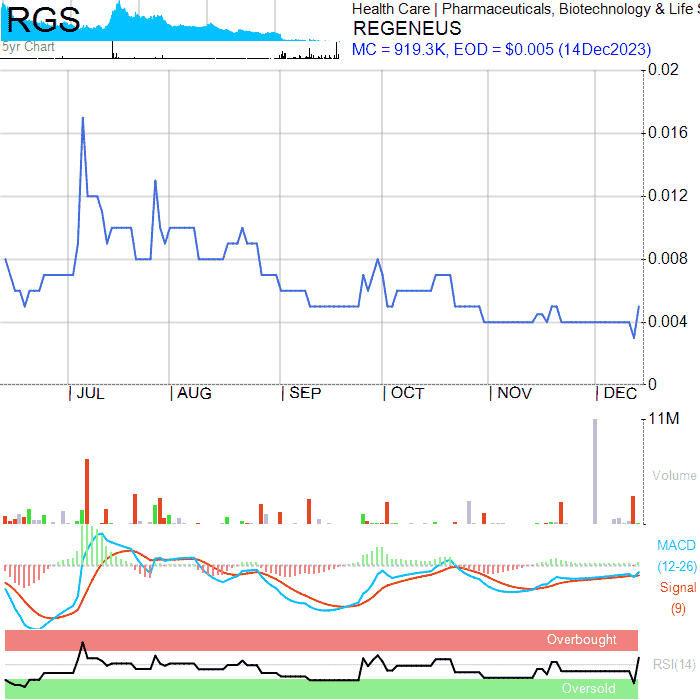 RGS
5yr Chart
Health Care | Pharmaceuticals, Biotechnology & Life S
REGENEUS
MC = 919.3K, EOD = $0.005 (14Dec2023)
0.02
0.016
0.012
0.008
0.004
0
JUL AUG SEP OCT NOV DEC
11M
Volume
MACD
(12-26)
Signal
(9)
Overbought
RSI(14)
Oversold